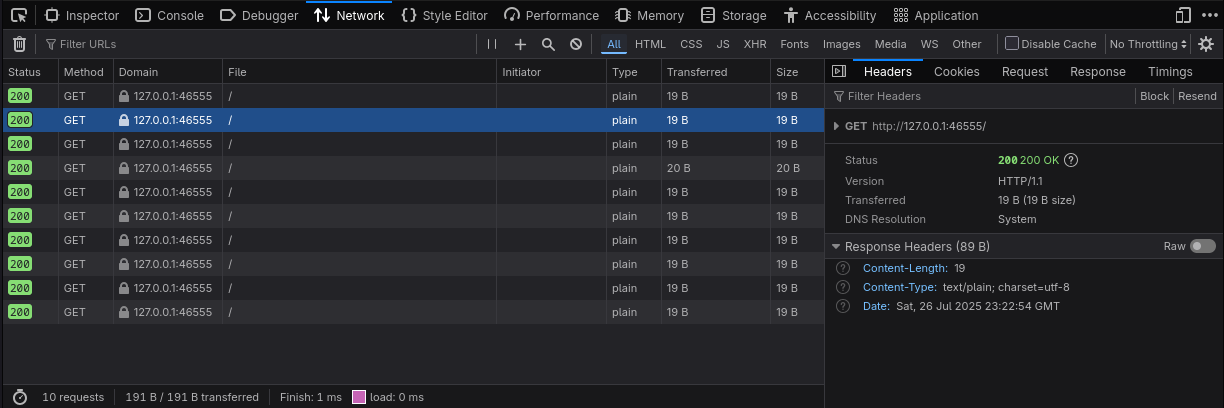 Inspector Console Debugger Network Style Editor Performance Memory Storage Accessibility Application
Filter URLs All HTML CSS JS XHR Fonts Images Media WS Other Disable Cache No Throttling
Status Method Domain File Initiator Type Transferred Size
200 GET 127.0.0.1:46555 / plain 19 B 19 B
200 GET 127.0.0.1:46555 / plain 19 B 19 B
200 GET 127.0.0.1:46555 / plain 19 B 19 B
200 GET 127.0.0.1:46555 / plain 20 B 20 B
200 GET 127.0.0.1:46555 / plain 19 B 19 B
200 GET 127.0.0.1:46555 / plain 19 B 19 B
200 GET 127.0.0.1:46555 / plain 19 B 19 B
200 GET 127.0.0.1:46555 / plain 19 B 19 B
200 GET 127.0.0.1:46555 / plain 19 B 19 B
200 GET 127.0.0.1:46555 / plain 19 B 19 B
10 requests 191 B / 191 B transferred Finish: 1 ms load: 0 ms
Headers Cookies Request Response Timings
Filter Headers Block Resend
GET http://127.0.0.1:46555/
Status 200 200 OK ?
Version HTTP/1.1
Transferred 19 B (19 B size)
DNS Resolution System
Response Headers (89 B) Raw
? Content-Length: 19
? Content-Type: text/plain; charset=utf-8
? Date: Sat, 26 Jul 2025 23:22:54 GMT